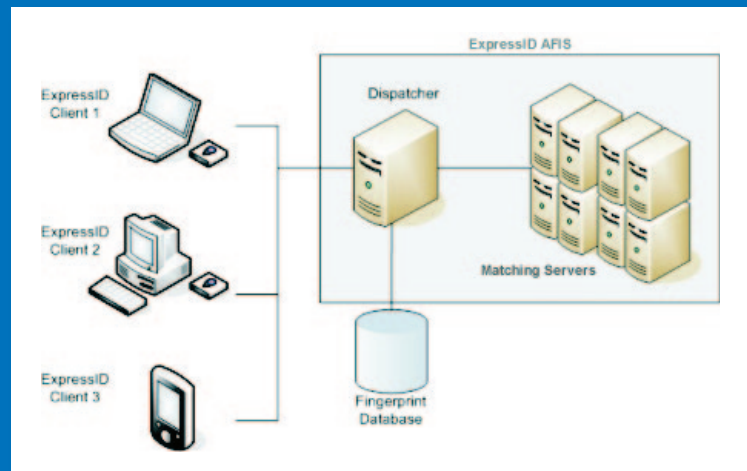 ExpressID AFIS
ExpressID
Client 1
Dispatcher
ExpressID
Client 2
Matching Servers
ExpressID
Client 3
Fingerprint
Database